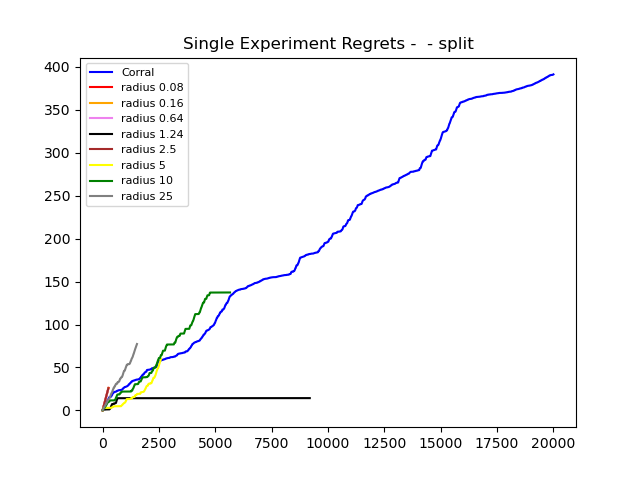 Single Experiment Regrets -  - split
400
350
300
250
200
150
100
50
0
Corral
radius 0.08
radius 0.16
radius 0.64
radius 1.24
radius 2.5
radius 5
radius 10
radius 25
0 2500 5000 7500 10000 12500 15000 17500 20000